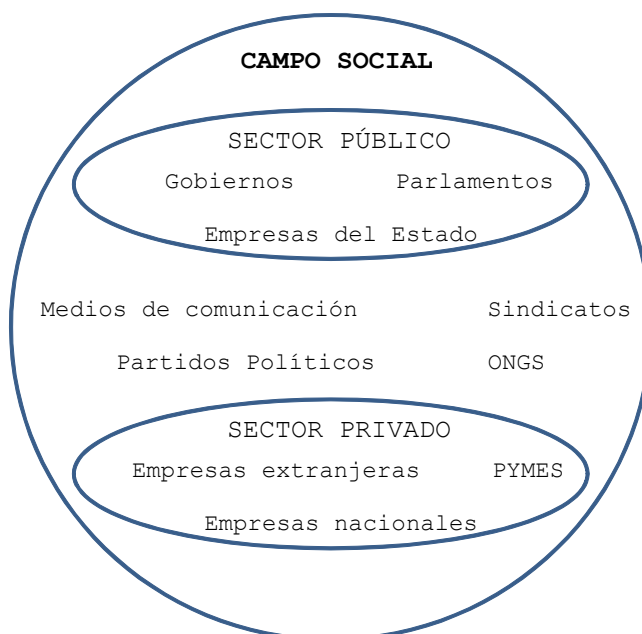 CAMPO SOCIAL
SECTOR PÚBLICO
Gobiernos Parlamentos
Empresas del Estado
Medios de comunicación Sindicatos
Partidos Políticos ONGS
SECTOR PRIVADO
Empresas extranjeras PYMES
Empresas nacionales